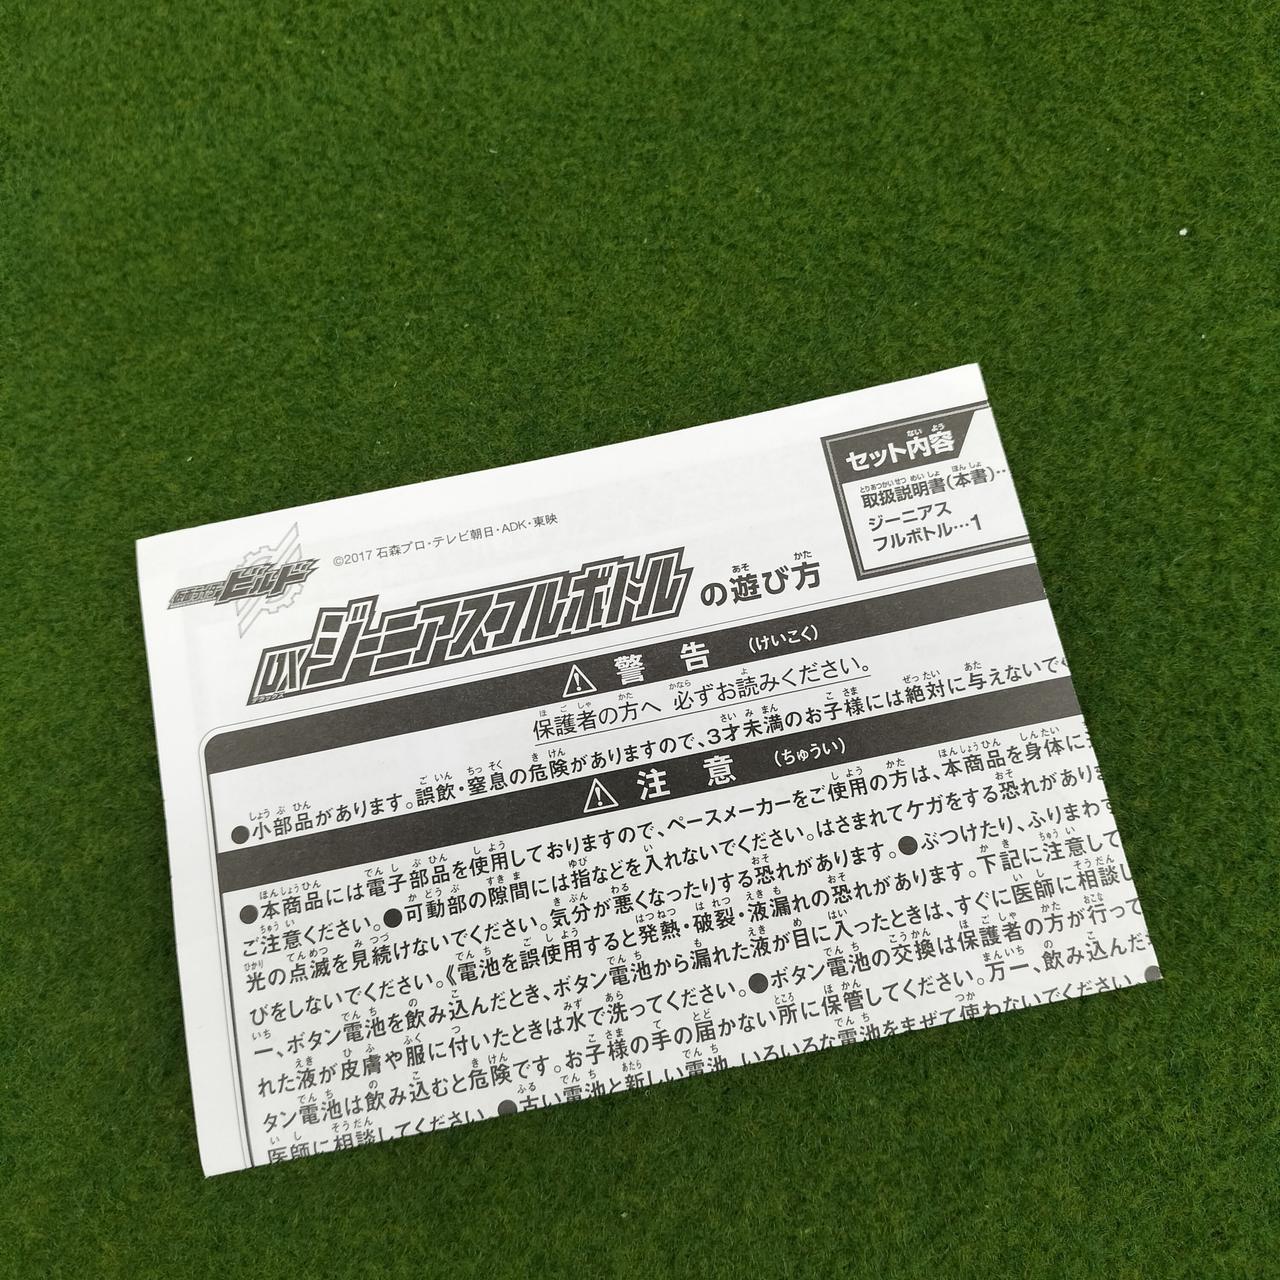 仮面ライダー
ビルド
©2017 石森プロ・テレビ朝日・ADK・東映
DXジーニアスフルボトルの遊び方
デラックス
セット内容
取扱説明書(本書)…
ジーニアス
フルボトル…1
⚠ 警告 (けいこく)
保護者の方へ 必ずお読みください。
●小部品があります。誤飲・窒息の危険がありますので、3才未満のお子様には絶対に与えないで
⚠ 注意 (ちゅうい)
●本商品には電子部品を使用しておりますので、ペースメーカーをご使用の方は、本商品を身体に
ご注意ください。●可動部の隙間には指などを入れないでください。はさまれてケガをする恐れがあり
光の点滅を見続けないでください。気分が悪くなったりする恐れがあります。●ぶつけたり、ふりまわす
びをしないでください。《電池を誤使用すると発熱・破裂・液漏れの恐れがあります。下記に注意して
一、ボタン電池を飲み込んだとき、ボタン電池から漏れた液が目に入ったときは、すぐに医師に相談し
れた液が皮膚や服に付いたときは水で洗ってください。●ボタン電池の交換は保護者の方が行って
タン電池は飲み込むと危険です。お子様の手の届かない所に保管してください。万一、飲み込んだ
医師に相談してください。●古い電池と新しい電池、いろいろな電池をまぜて使わないでください。